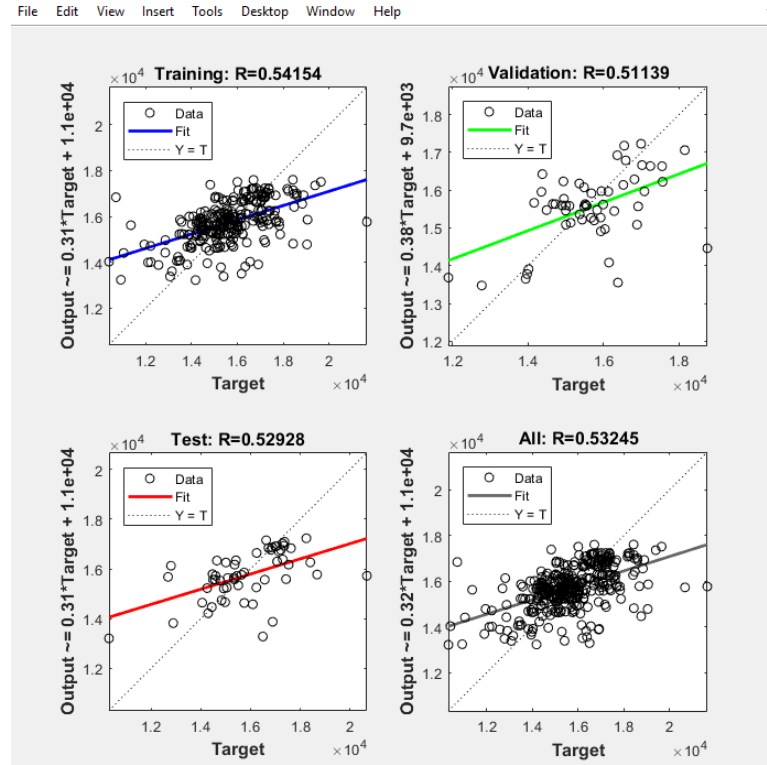 File Edit View Insert Tools Desktop Window Help
×10⁴ Training: R=0.54154
Output ~= 0.31*Target + 1.1e+04
Data
Fit
Y = T
2
1.8
1.6
1.4
1.2
1.2 1.4 1.6 1.8 2
Target ×10⁴
×10⁴ Validation: R=0.51139
Output ~= 0.38*Target + 9.7e+03
Data
Fit
Y = T
1.8
1.7
1.6
1.5
1.4
1.3
1.2
1.2 1.4 1.6 1.8
Target ×10⁴
×10⁴ Test: R=0.52928
Output ~= 0.31*Target + 1.1e+04
Data
Fit
Y = T
2
1.8
1.6
1.4
1.2
1.2 1.4 1.6 1.8 2
Target ×10⁴
×10⁴ All: R=0.53245
Output ~= 0.32*Target + 1.1e+04
Data
Fit
Y = T
2
1.8
1.6
1.4
1.2
1.2 1.4 1.6 1.8 2
Target ×10⁴